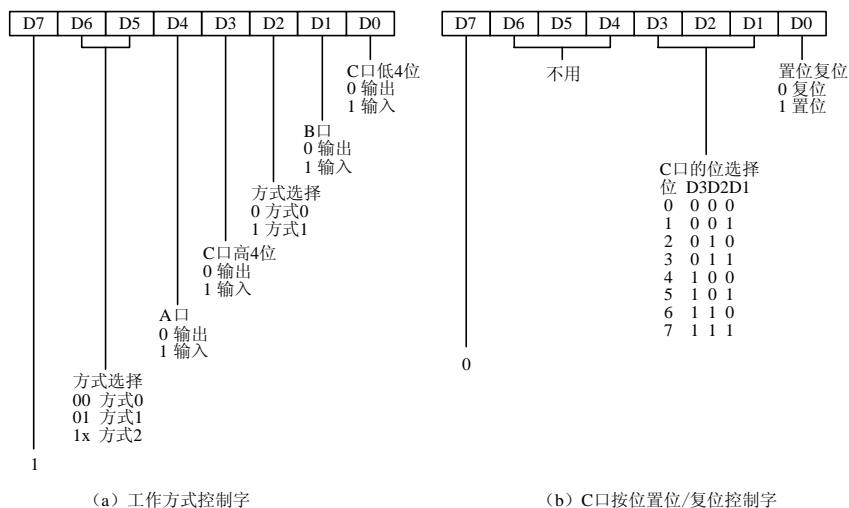 D7 D6 D5 D4 D3 D2 D1 D0
C口低4位
0 输出
1 输入
B口
0 输出
1 输入
方式选择
0 方式0
1 方式1
C口高4位
0 输出
1 输入
A口
0 输出
1 输入
方式选择
00 方式0
01 方式1
1x 方式2
1
（a）工作方式控制字
D7 D6 D5 D4 D3 D2 D1 D0
不用
置位复位
0 复位
1 置位
C口的位选择
位 D3D2D1
0 0 0 0
1 0 0 1
2 0 1 0
3 0 1 1
4 1 0 0
5 1 0 1
6 1 1 0
7 1 1 1
0
（b）C口按位置位/复位控制字